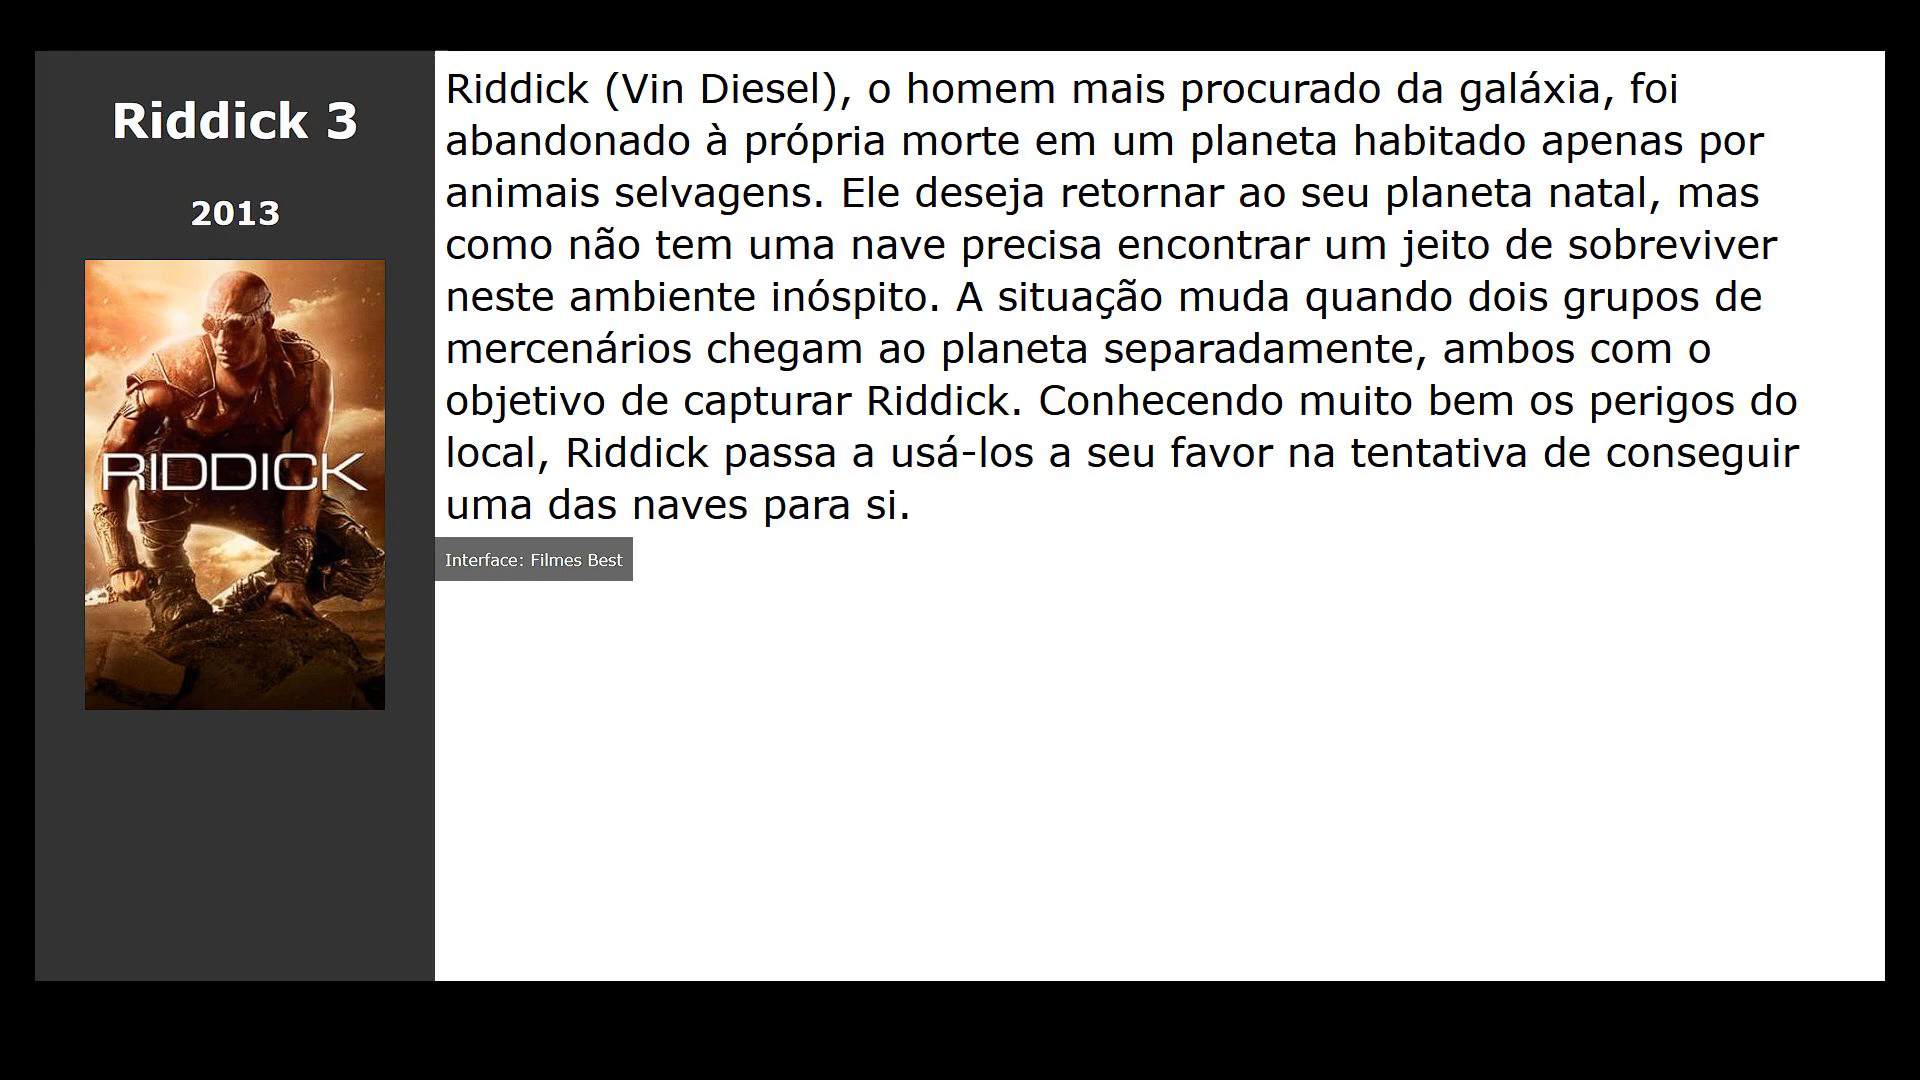 Riddick 3
2013
RIDDICK
Riddick (Vin Diesel), o homem mais procurado da galáxia, foi
abandonado à própria morte em um planeta habitado apenas por
animais selvagens. Ele deseja retornar ao seu planeta natal, mas
como não tem uma nave precisa encontrar um jeito de sobreviver
neste ambiente inóspito. A situação muda quando dois grupos de
mercenários chegam ao planeta separadamente, ambos com o
objetivo de capturar Riddick. Conhecendo muito bem os perigos do
local, Riddick passa a usá-los a seu favor na tentativa de conseguir
uma das naves para si.
Interface: Filmes Best